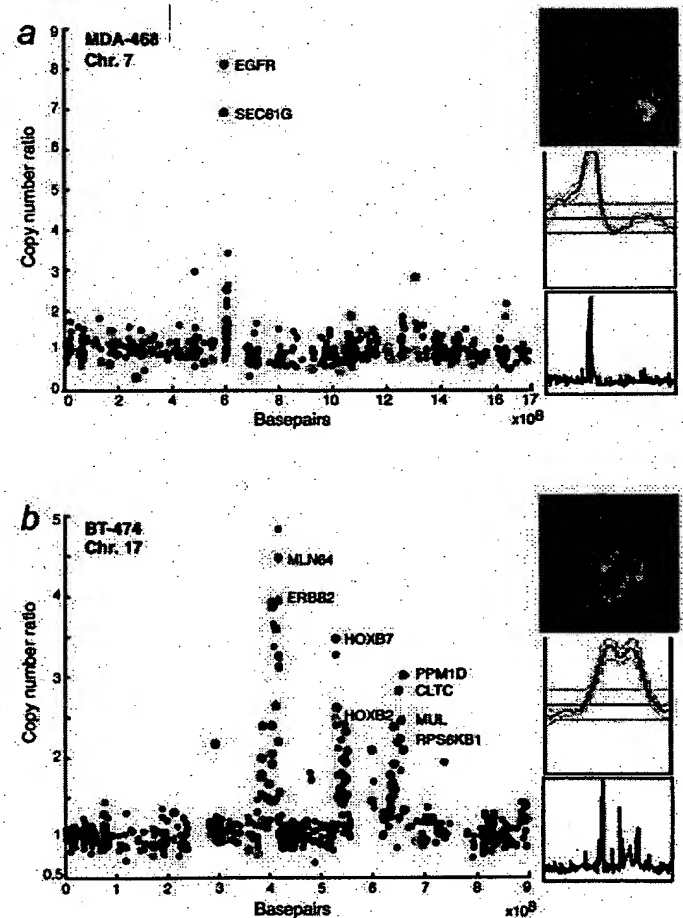 a
MDA-468
Chr. 7
Copy number ratio
9
8
7
6
5
4
3
2
1
0
EGFR
SEC61G
0 2 4 6 8 10 12 14 16 17
Basepairs
x10⁸
b
BT-474
Chr. 17
Copy number ratio
5
4
3
2
1
0.5
MLN64
ERBB2
HOXB7
PPM1D
CLTC
HOXB2
MUL
RPS6KB1
0 1 2 3 4 5 6 7 8 9
Basepairs
x10⁸